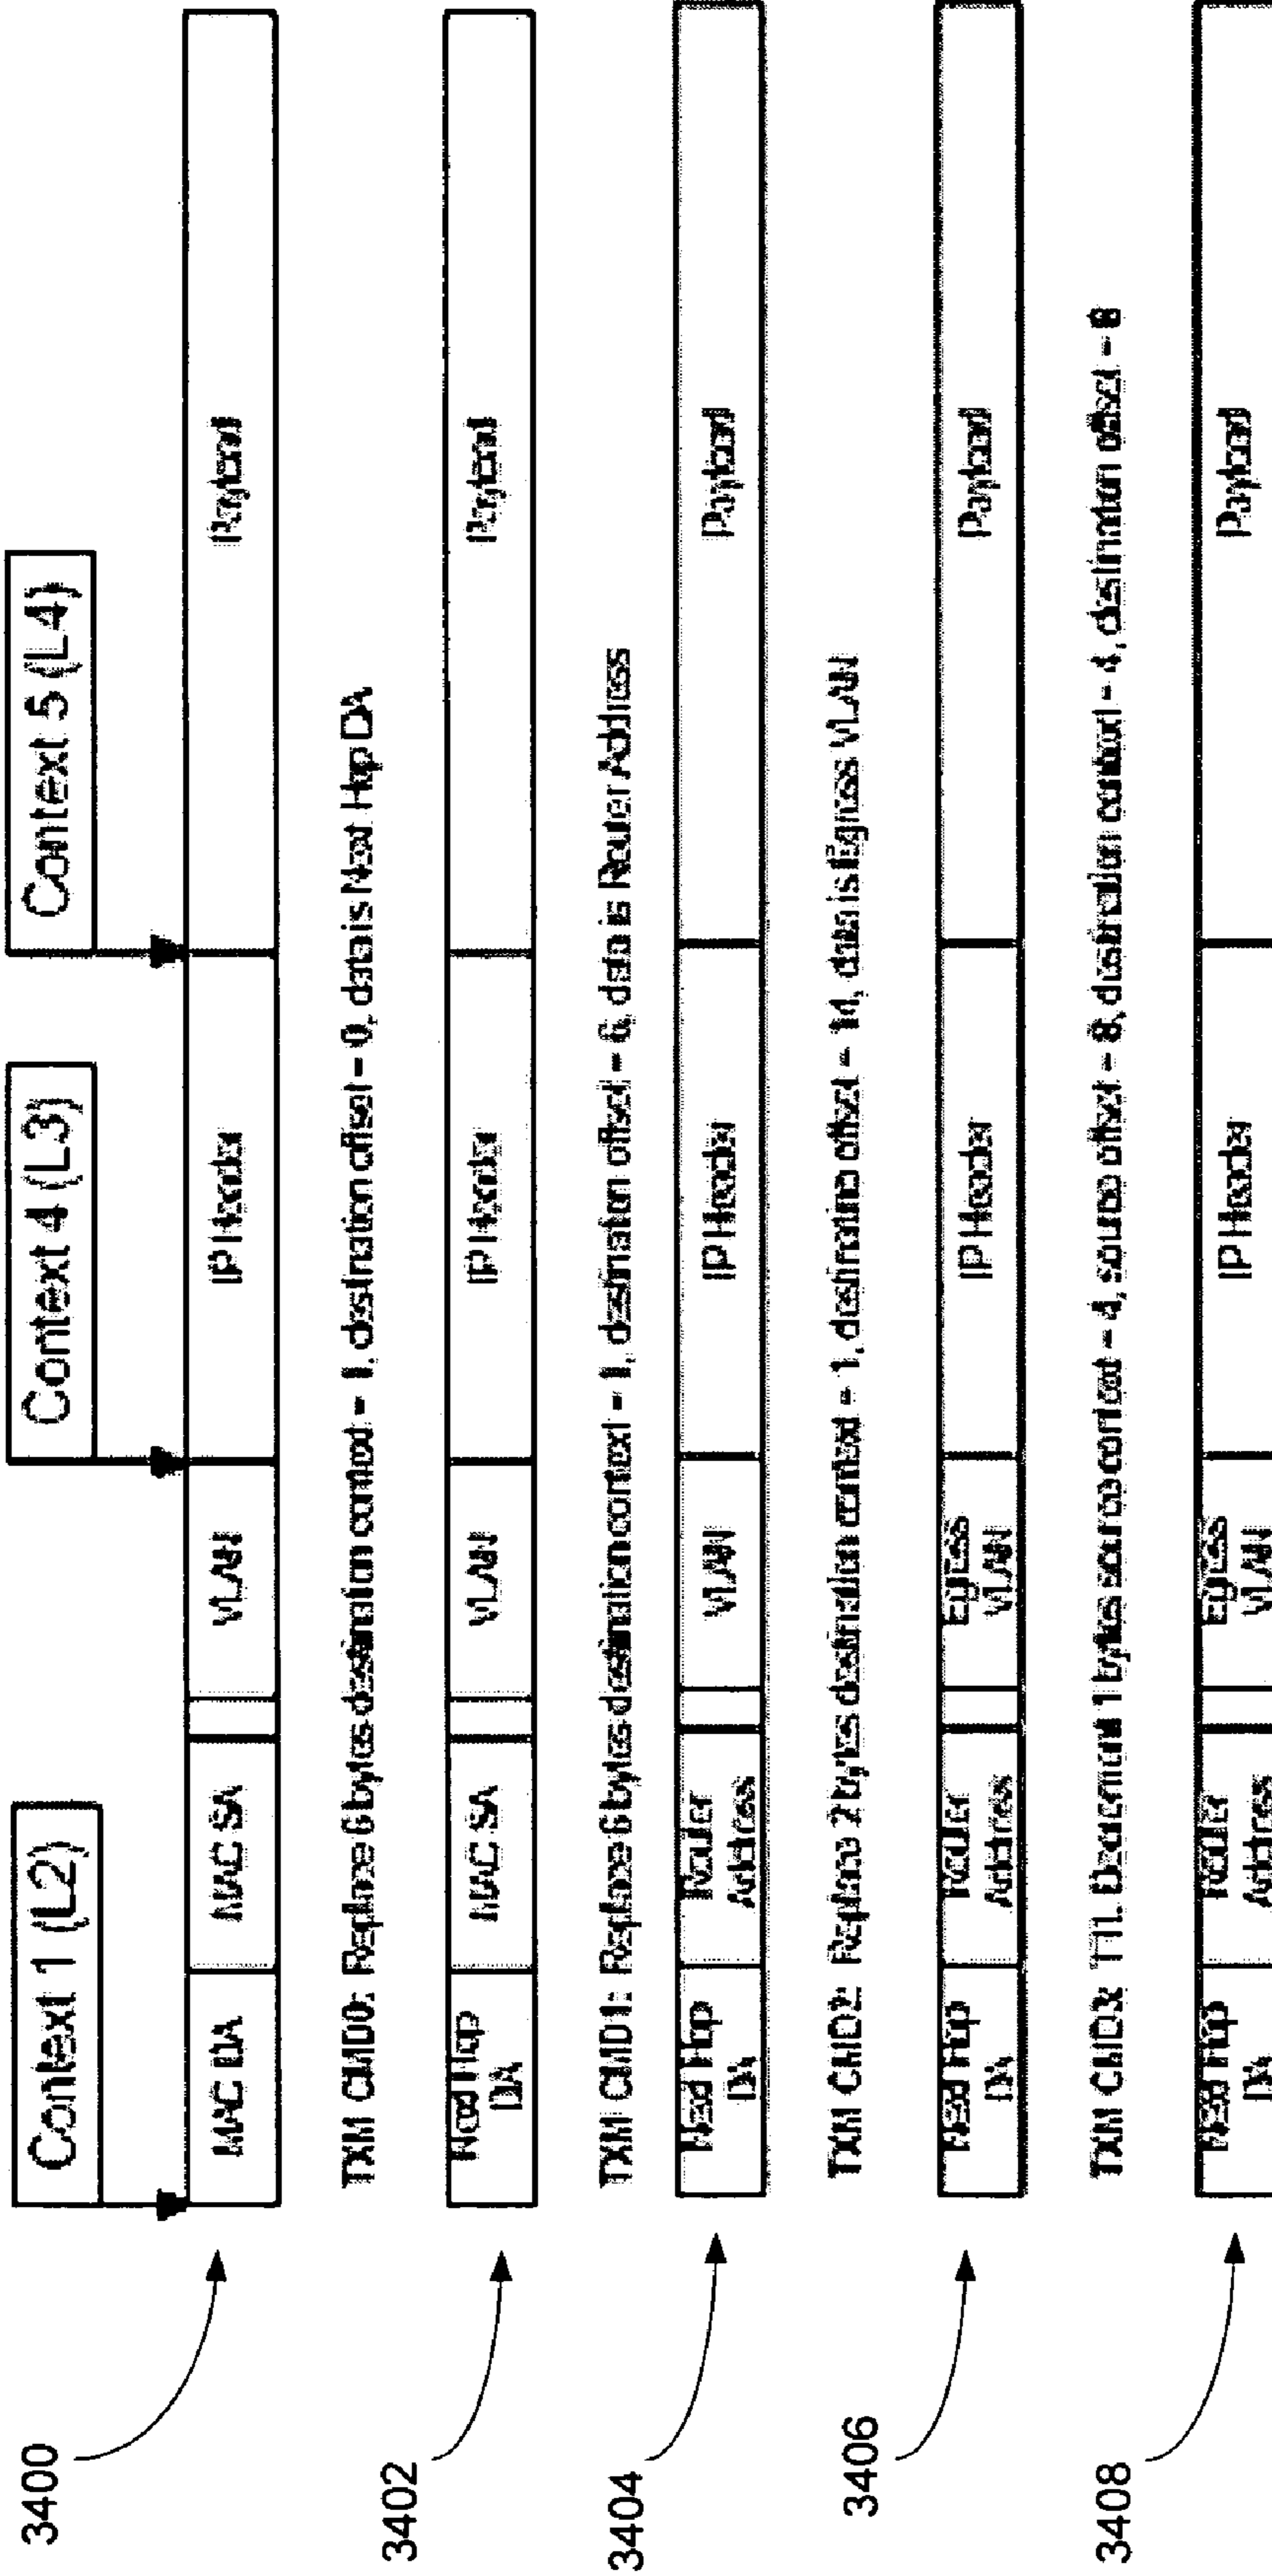 Context 1 (L2)
Context 4 (L3)
Context 5 (L4)
3400
MAC DA
MAC SA
VLAN
IP Header
Payload
TXM CMD0: Replace 6 bytes destination context = 1, destination offset = 0, data is Next Hop DA
3402
Next Hop
DA
MAC SA
VLAN
IP Header
Payload
TXM CMD1: Replace 6 bytes destination context = 1, destination offset = 6, data is Router Address
3404
Next Hop
DA
Router
Address
VLAN
IP Header
Payload
TXM CMD2: Replace 2 bytes destination context = 1, destination offset = 14, data is Egress VLAN
3406
Next Hop
DA
Router
Address
Egress
VLAN
IP Header
Payload
TXM CMD3: TTL Decrement 1 bytes source context = 4, source offset = 8, destination context = 4, destination offset = 8
3408
Next Hop
DA
Router
Address
Egress
VLAN
IP Header
Payload